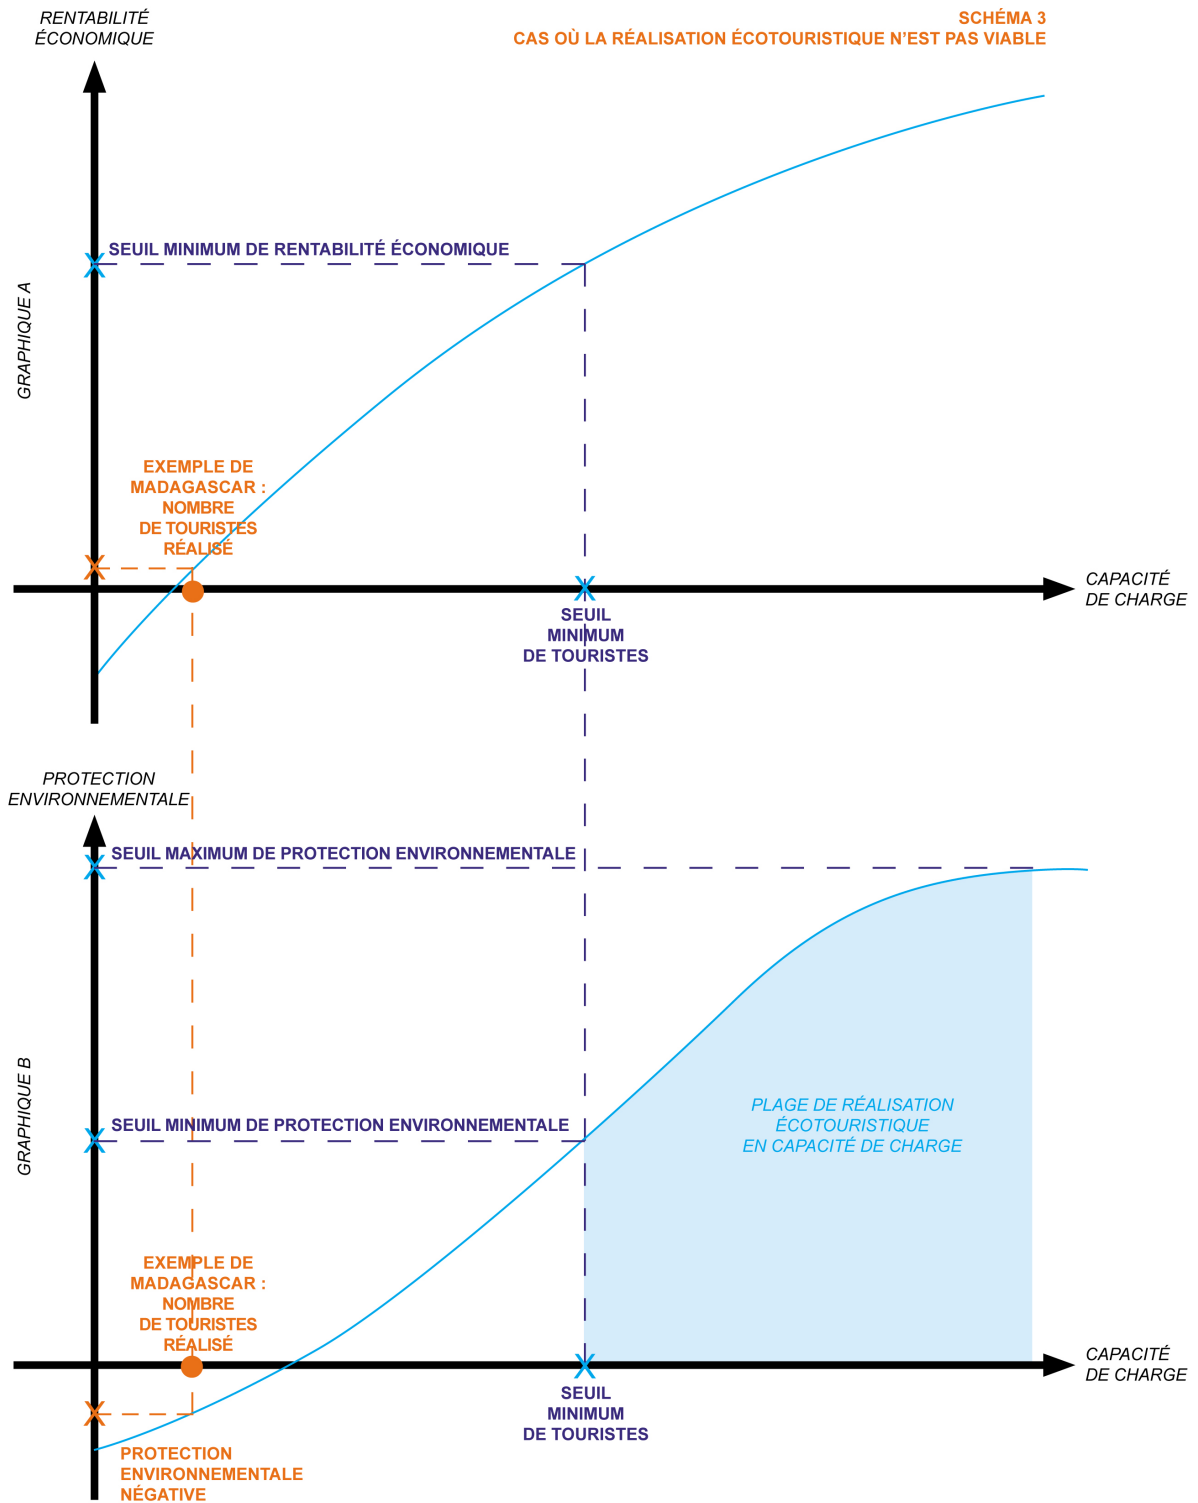 RENTABILITÉ
ÉCONOMIQUE
SCHÉMA 3
CAS OÙ LA RÉALISATION ÉCOTOURISTIQUE N’EST PAS VIABLE
SEUIL MINIMUM DE RENTABILITÉ ÉCONOMIQUE
GRAPHIQUE A
EXEMPLE DE
MADAGASCAR :
NOMBRE
DE TOURISTES
RÉALISÉ
CAPACITÉ
DE CHARGE
SEUIL
MINIMUM
DE TOURISTES
PROTECTION
ENVIRONNEMENTALE
SEUIL MAXIMUM DE PROTECTION ENVIRONNEMENTALE
GRAPHIQUE B
SEUIL MINIMUM DE PROTECTION ENVIRONNEMENTALE
PLAGE DE RÉALISATION
ÉCOTOURISTIQUE
EN CAPACITÉ DE CHARGE
EXEMPLE DE
MADAGASCAR :
NOMBRE
DE TOURISTES
RÉALISÉ
CAPACITÉ
DE CHARGE
SEUIL
MINIMUM
DE TOURISTES
PROTECTION
ENVIRONNEMENTALE
NÉGATIVE